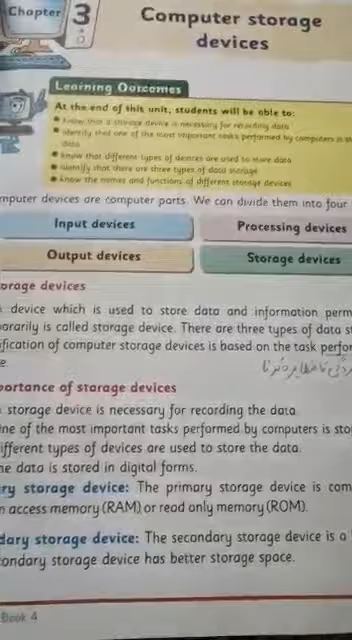 Chapter 3
Computer storage
devices
Learning Outcomes
At the end of this unit, students will be able to:
know that a storage device is necessary for recording data
identify that one of the most important tasks performed by computers is
data
know that different types of devices are used to store data
identify that there are three types of data storage
know the names and functions of different storage devices
mputer devices are computer parts. We can divide them into four
Input devices
Processing devices
Output devices
Storage devices
orage devices
device which is used to store data and information perm
porarily is called storage device. There are three types of data st
ification of computer storage devices is based on the task perfor
e.
portance of storage devices
storage device is necessary for recording the data.
ne of the most important tasks performed by computers is sto
ifferent types of devices are used to store the data.
he data is stored in digital forms.
ry storage device: The primary storage device is com
m access memory (RAM) or read only memory (ROM).
dary storage device: The secondary storage device is a
ondary storage device has better storage space.
Book 4